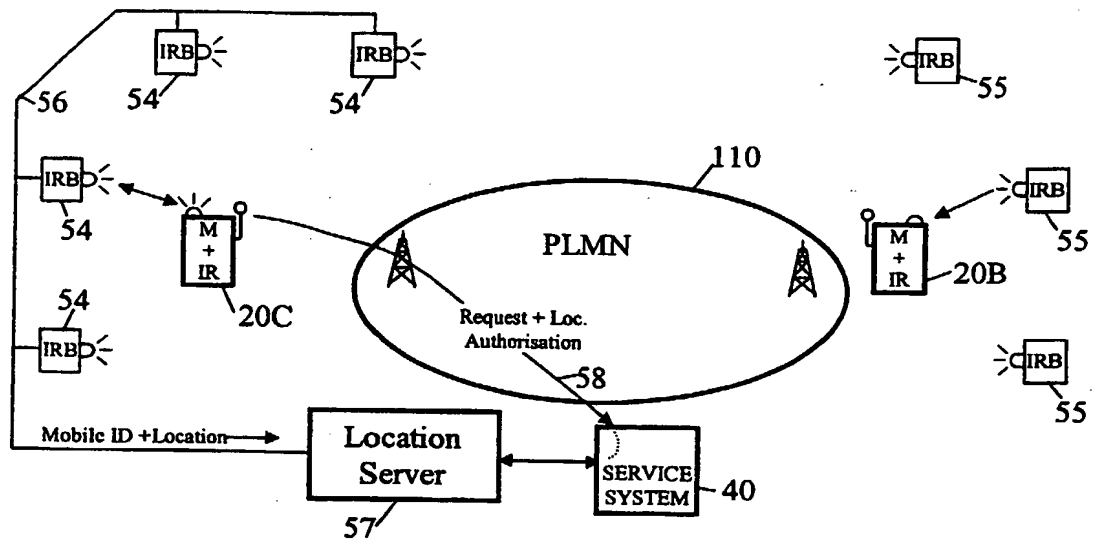 IRB
54
IRB
54
IRB
55
56
110
IRB
54
M
+
IR
20C
PLMN
M
+
IR
20B
IRB
55
54
IRB
Request + Loc.
Authorisation
58
IRB
55
Mobile ID +Location
Location
Server
57
SERVICE
SYSTEM
40